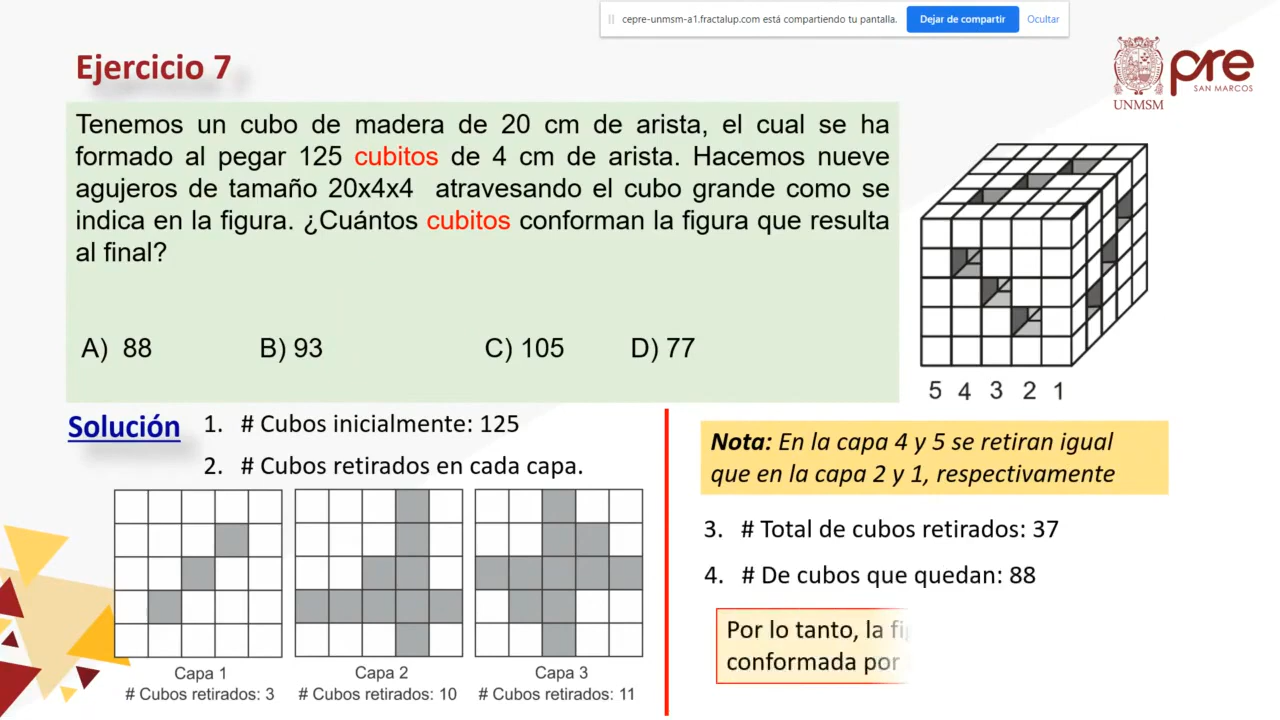 cepre-unmsm-a1.fractalup.com está compartiendo tu pantalla. Dejar de compartir Ocultar
Ejercicio 7
pre
SAN MARCOS
UNMSM
Tenemos un cubo de madera de 20 cm de arista, el cual se ha
formado al pegar 125 cubitos de 4 cm de arista. Hacemos nueve
agujeros de tamaño 20x4x4 atravesando el cubo grande como se
indica en la figura. ¿Cuántos cubitos conforman la figura que resulta
al final?
A) 88 B) 93 C) 105 D) 77
5 4 3 2 1
Solución
1. # Cubos inicialmente: 125
2. # Cubos retirados en cada capa.
Capa 1
# Cubos retirados: 3
Capa 2
# Cubos retirados: 10
Capa 3
# Cubos retirados: 11
Nota: En la capa 4 y 5 se retiran igual
que en la capa 2 y 1, respectivamente
3. # Total de cubos retirados: 37
4. # De cubos que quedan: 88
Por lo tanto, la fi
conformada por